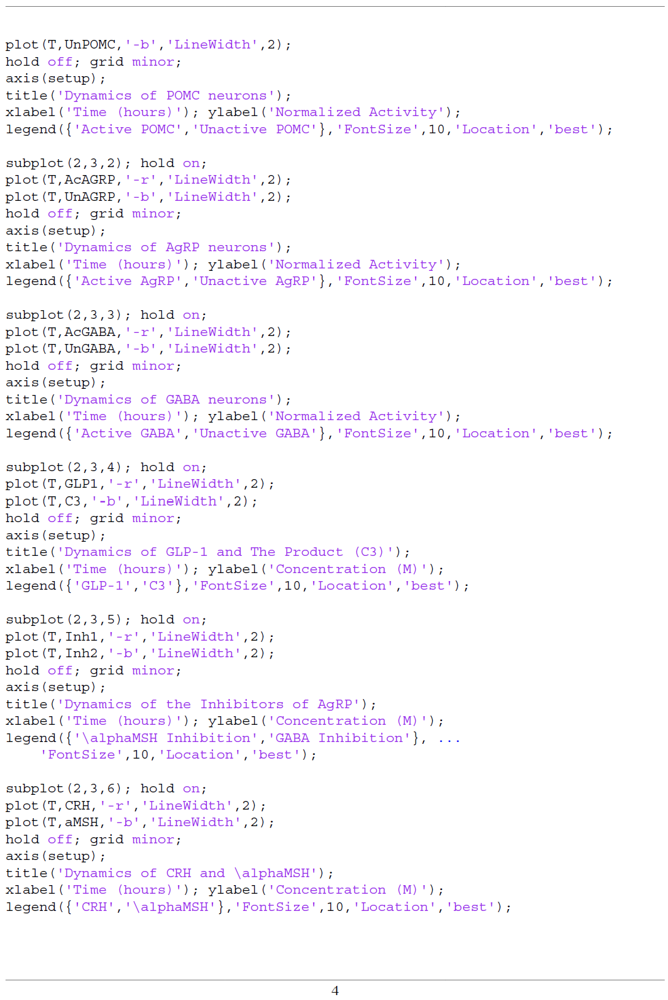 plot(T,UnPOMC,'-b','LineWidth',2);
hold off; grid minor;
axis(setup);
title('Dynamics of POMC neurons');
xlabel('Time (hours)'); ylabel('Normalized Activity');
legend({'Active POMC','Unactive POMC'},'FontSize',10,'Location','best');

subplot(2,3,2); hold on;
plot(T,AcAGRP,'-r','LineWidth',2);
plot(T,UnAGRP,'-b','LineWidth',2);
hold off; grid minor;
axis(setup);
title('Dynamics of AgRP neurons');
xlabel('Time (hours)'); ylabel('Normalized Activity');
legend({'Active AgRP','Unactive AgRP'},'FontSize',10,'Location','best');

subplot(2,3,3); hold on;
plot(T,AcGABA,'-r','LineWidth',2);
plot(T,UnGABA,'-b','LineWidth',2);
hold off; grid minor;
axis(setup);
title('Dynamics of GABA neurons');
xlabel('Time (hours)'); ylabel('Normalized Activity');
legend({'Active GABA','Unactive GABA'},'FontSize',10,'Location','best');

subplot(2,3,4); hold on;
plot(T,GLP1,'-r','LineWidth',2);
plot(T,C3,'-b','LineWidth',2);
hold off; grid minor;
axis(setup);
title('Dynamics of GLP-1 and The Product (C3)');
xlabel('Time (hours)'); ylabel('Concentration (M)');
legend({'GLP-1','C3'},'FontSize',10,'Location','best');

subplot(2,3,5); hold on;
plot(T,Inh1,'-r','LineWidth',2);
plot(T,Inh2,'-b','LineWidth',2);
hold off; grid minor;
axis(setup);
title('Dynamics of the Inhibitors of AgRP');
xlabel('Time (hours)'); ylabel('Concentration (M)');
legend({'\alphaMSH Inhibition','GABA Inhibition'}, ...
    'FontSize',10,'Location','best');

subplot(2,3,6); hold on;
plot(T,CRH,'-r','LineWidth',2);
plot(T,aMSH,'-b','LineWidth',2);
hold off; grid minor;
axis(setup);
title('Dynamics of CRH and \alphaMSH');
xlabel('Time (hours)'); ylabel('Concentration (M)');
legend({'CRH','\alphaMSH'},'FontSize',10,'Location','best');

4